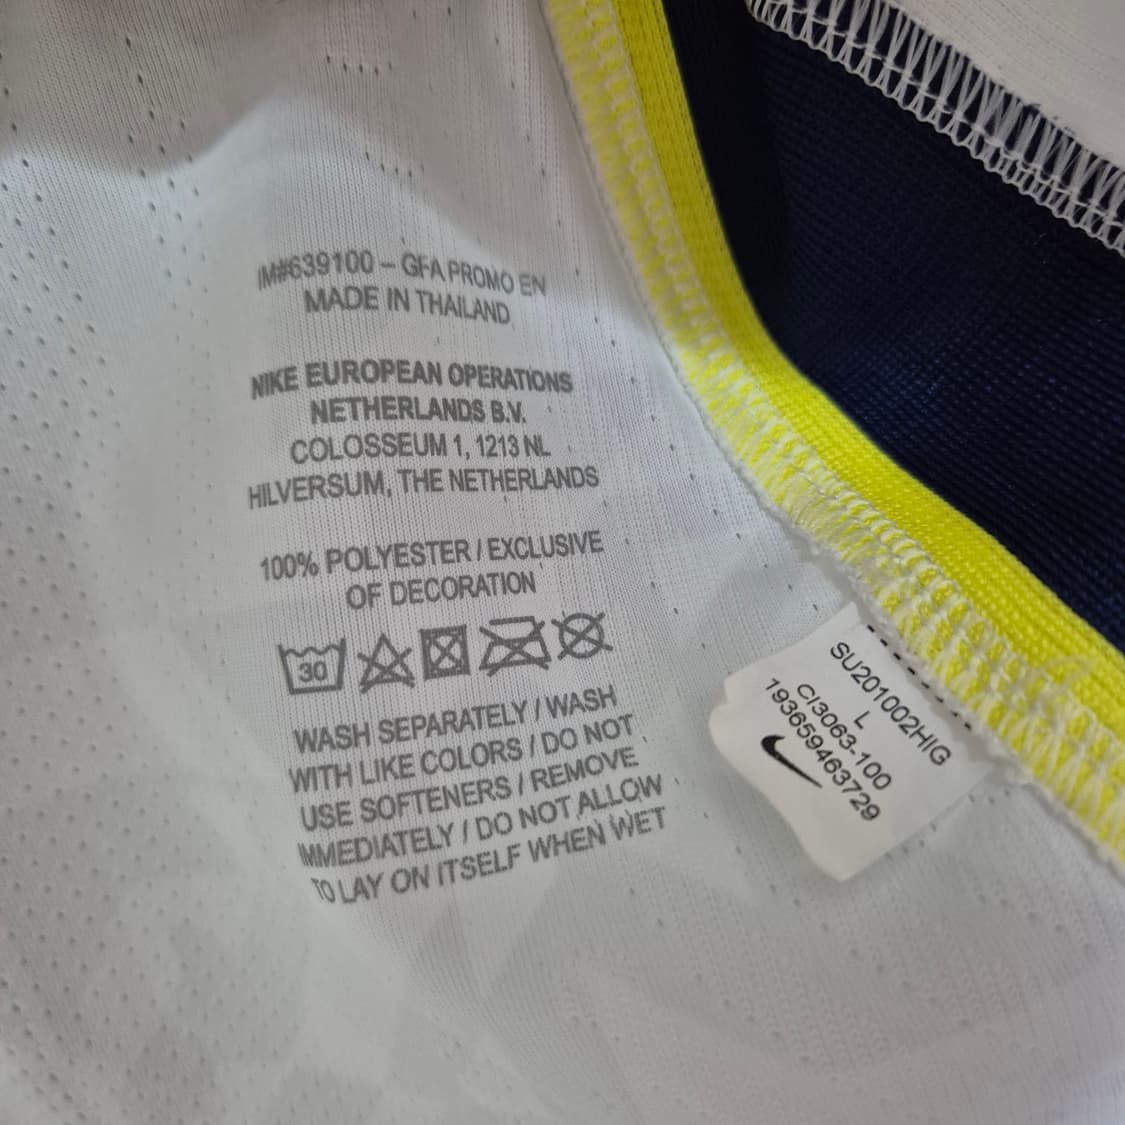 IM#639100 – GFA PROMO EN
MADE IN THAILAND
NIKE EUROPEAN OPERATIONS
NETHERLANDS B.V.
COLOSSEUM 1, 1213 NL
HILVERSUM, THE NETHERLANDS
100% POLYESTER / EXCLUSIVE
OF DECORATION
30
WASH SEPARATELY / WASH
WITH LIKE COLORS / DO NOT
USE SOFTENERS / REMOVE
IMMEDIATELY / DO NOT ALLOW
TO LAY ON ITSELF WHEN WET
SU201002HIG
L
CI3063-100
193659463729